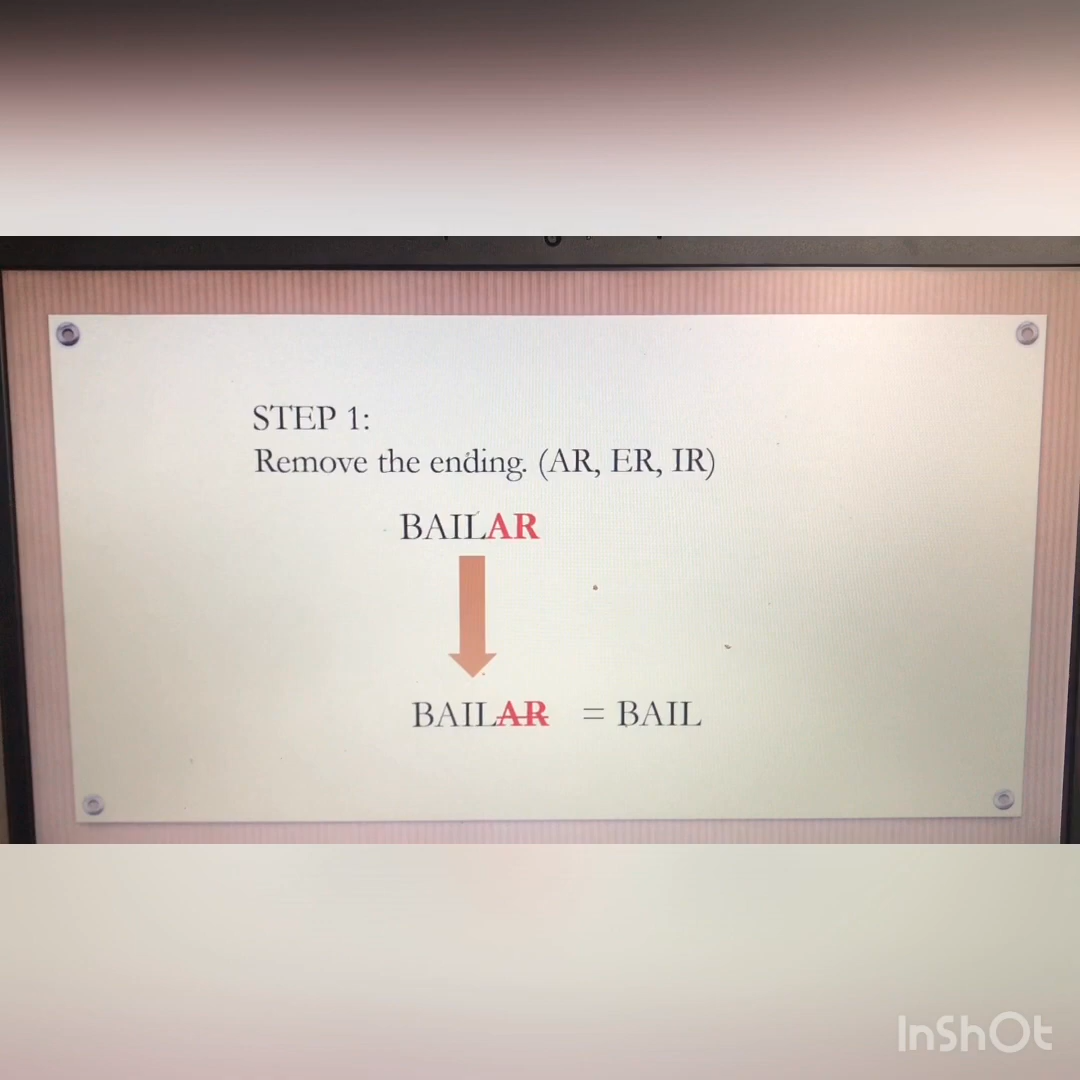 STEP 1:
Remove the ending. (AR, ER, IR)
BAILAR
BAILAR = BAIL
InShOt